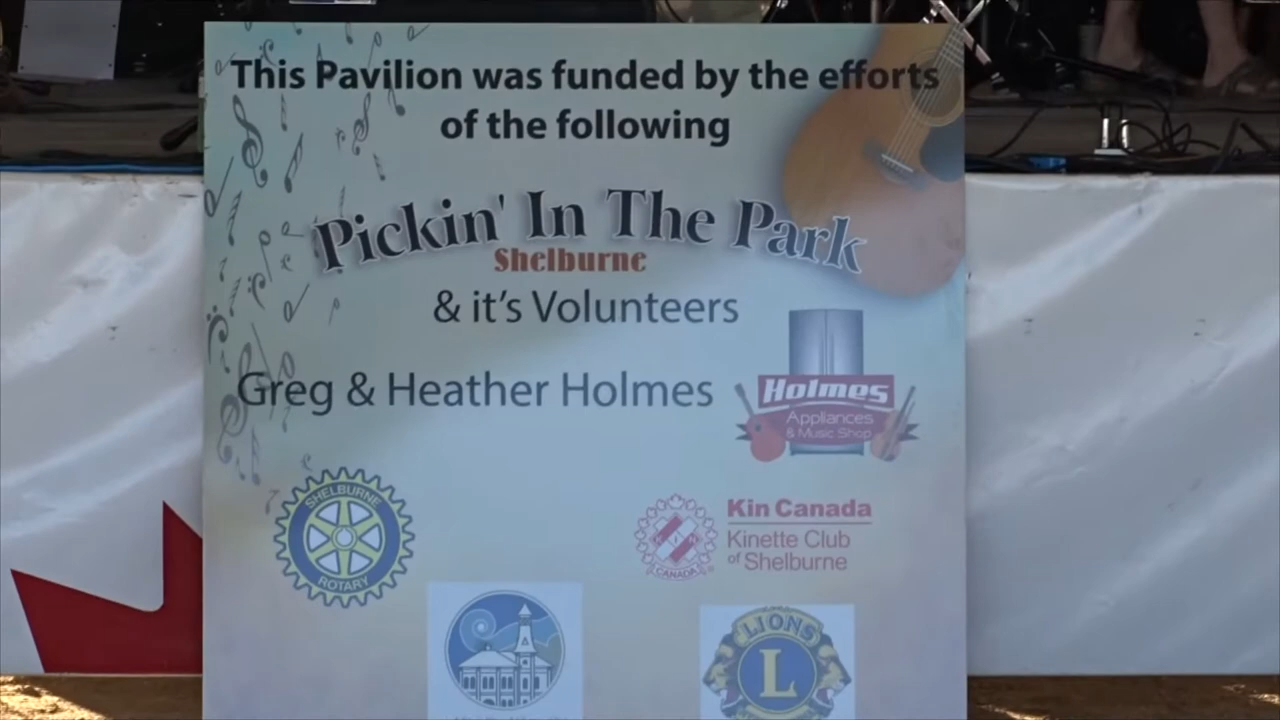 This Pavilion was funded by the efforts
of the following
Pickin' In The Park
Shelburne
& it's Volunteers
Greg & Heather Holmes
Holmes
Appliances
& Music Shop
SHELBURNE
ROTARY
Kin Canada
Kinette Club
of Shelburne
KIN
CANADA
LIONS
L